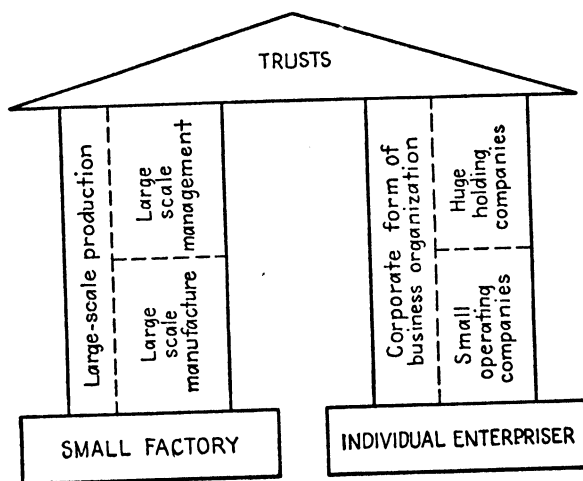 TRUSTS
Large-scale production
Large
scale
management
Large
scale
manufacture
Corporate form of
business organization
Huge
holding
companies
Small
operating
companies
SMALL FACTORY
INDIVIDUAL ENTERPRISER